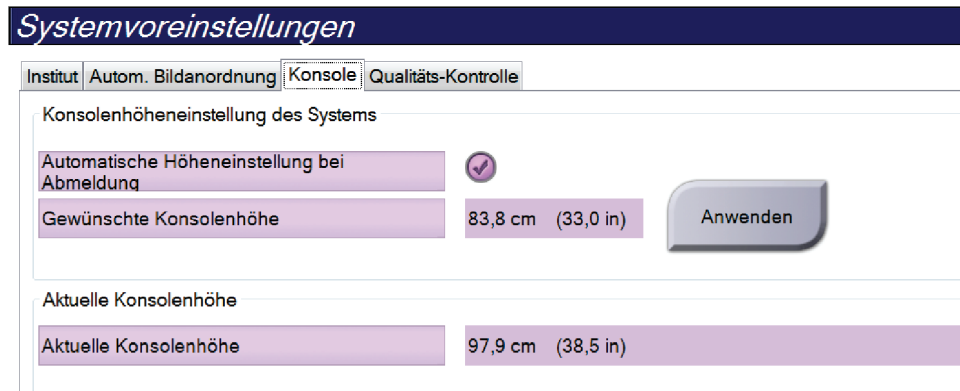 Systemvoreinstellungen
Institut Autom. Bildanordnung Konsole Qualitäts-Kontrolle
Konsolenhöheneinstellung des Systems
Automatische Höheneinstellung bei
Abmeldung
Gewünschte Konsolenhöhe 83,8 cm (33,0 in) Anwenden
Aktuelle Konsolenhöhe
Aktuelle Konsolenhöhe 97,9 cm (38,5 in)